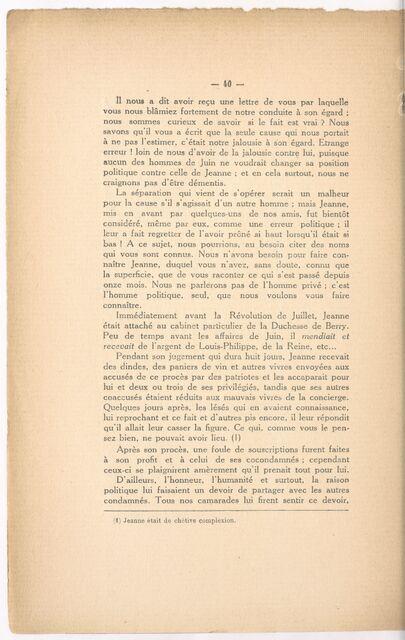 — 40 —
Il nous a dit avoir reçu une lettre de vous par laquelle
vous nous blâmiez fortement de notre conduite à son égard ;
nous sommes curieux de savoir si le fait est vrai ? Nous
savons qu'il vous a écrit que la seule cause qui nous portait
à ne pas l'estimer, c'était notre jalousie à son égard. Etrange
erreur ! loin de nous d'avoir de la jalousie contre lui, puisque
aucun des hommes de Juin ne voudrait changer sa position
politique contre celle de Jeanne ; et en cela surtout, nous ne
craignons pas d'être démentis.
La séparation qui vient de s'opérer serait un malheur
pour la cause s'il s'agissait d'un autre homme ; mais Jeanne,
mis en avant par quelques-uns de nos amis, fut bientôt
considéré, même par eux, comme une erreur politique ; il
leur a fait regretter de l'avoir prôné si haut lorsqu'il était si
bas ! A ce sujet, nous pourrions, au besoin citer des noms
qui vous sont connus. Nous n'avons besoin pour faire con-
naître Jeanne, duquel vous n'avez, sans doute, connu que
la superficie, que de vous raconter ce qui s'est passé depuis
onze mois. Nous ne parlerons pas de l'homme privé ; c'est
l'homme politique, seul, que nous voulons vous faire
connaître.
Immédiatement avant la Révolution de Juillet, Jeanne
était attaché au cabinet particulier de la Duchesse de Berry.
Peu de temps avant les affaires de Juin, il mendiait et
recevait de l'argent de Louis-Philippe, de la Reine, etc...
Pendant son jugement qui dura huit jours, Jeanne recevait
des dindes, des paniers de vin et autres vivres envoyées aux
accusés de ce procès par des patriotes et les accaparait pour
lui et deux ou trois de ses privilégiés, tandis que ses autres
coaccusés étaient réduits aux mauvais vivres de la concierge.
Quelques jours après, les lésés qui en avaient connaissance,
lui reprochant ce fait et d'autres pis encore, il leur répondit
qu'il allait leur casser la figure. Ce qui, comme vous le pen-
sez bien, ne pouvait avoir lieu. (1)
Après son procès, une foule de sourscriptions furent faites
à son profit et à celui de ses cocondamnés ; cependant
ceux-ci se plaignirent amèrement qu'il prenait tout pour lui.
D'ailleurs, l'honneur, l'humanité et surtout, la raison
politique lui faisaient un devoir de partager avec les autres
condamnés. Tous nos camarades lui firent sentir ce devoir,
(1) Jeanne était de chétive complexion.